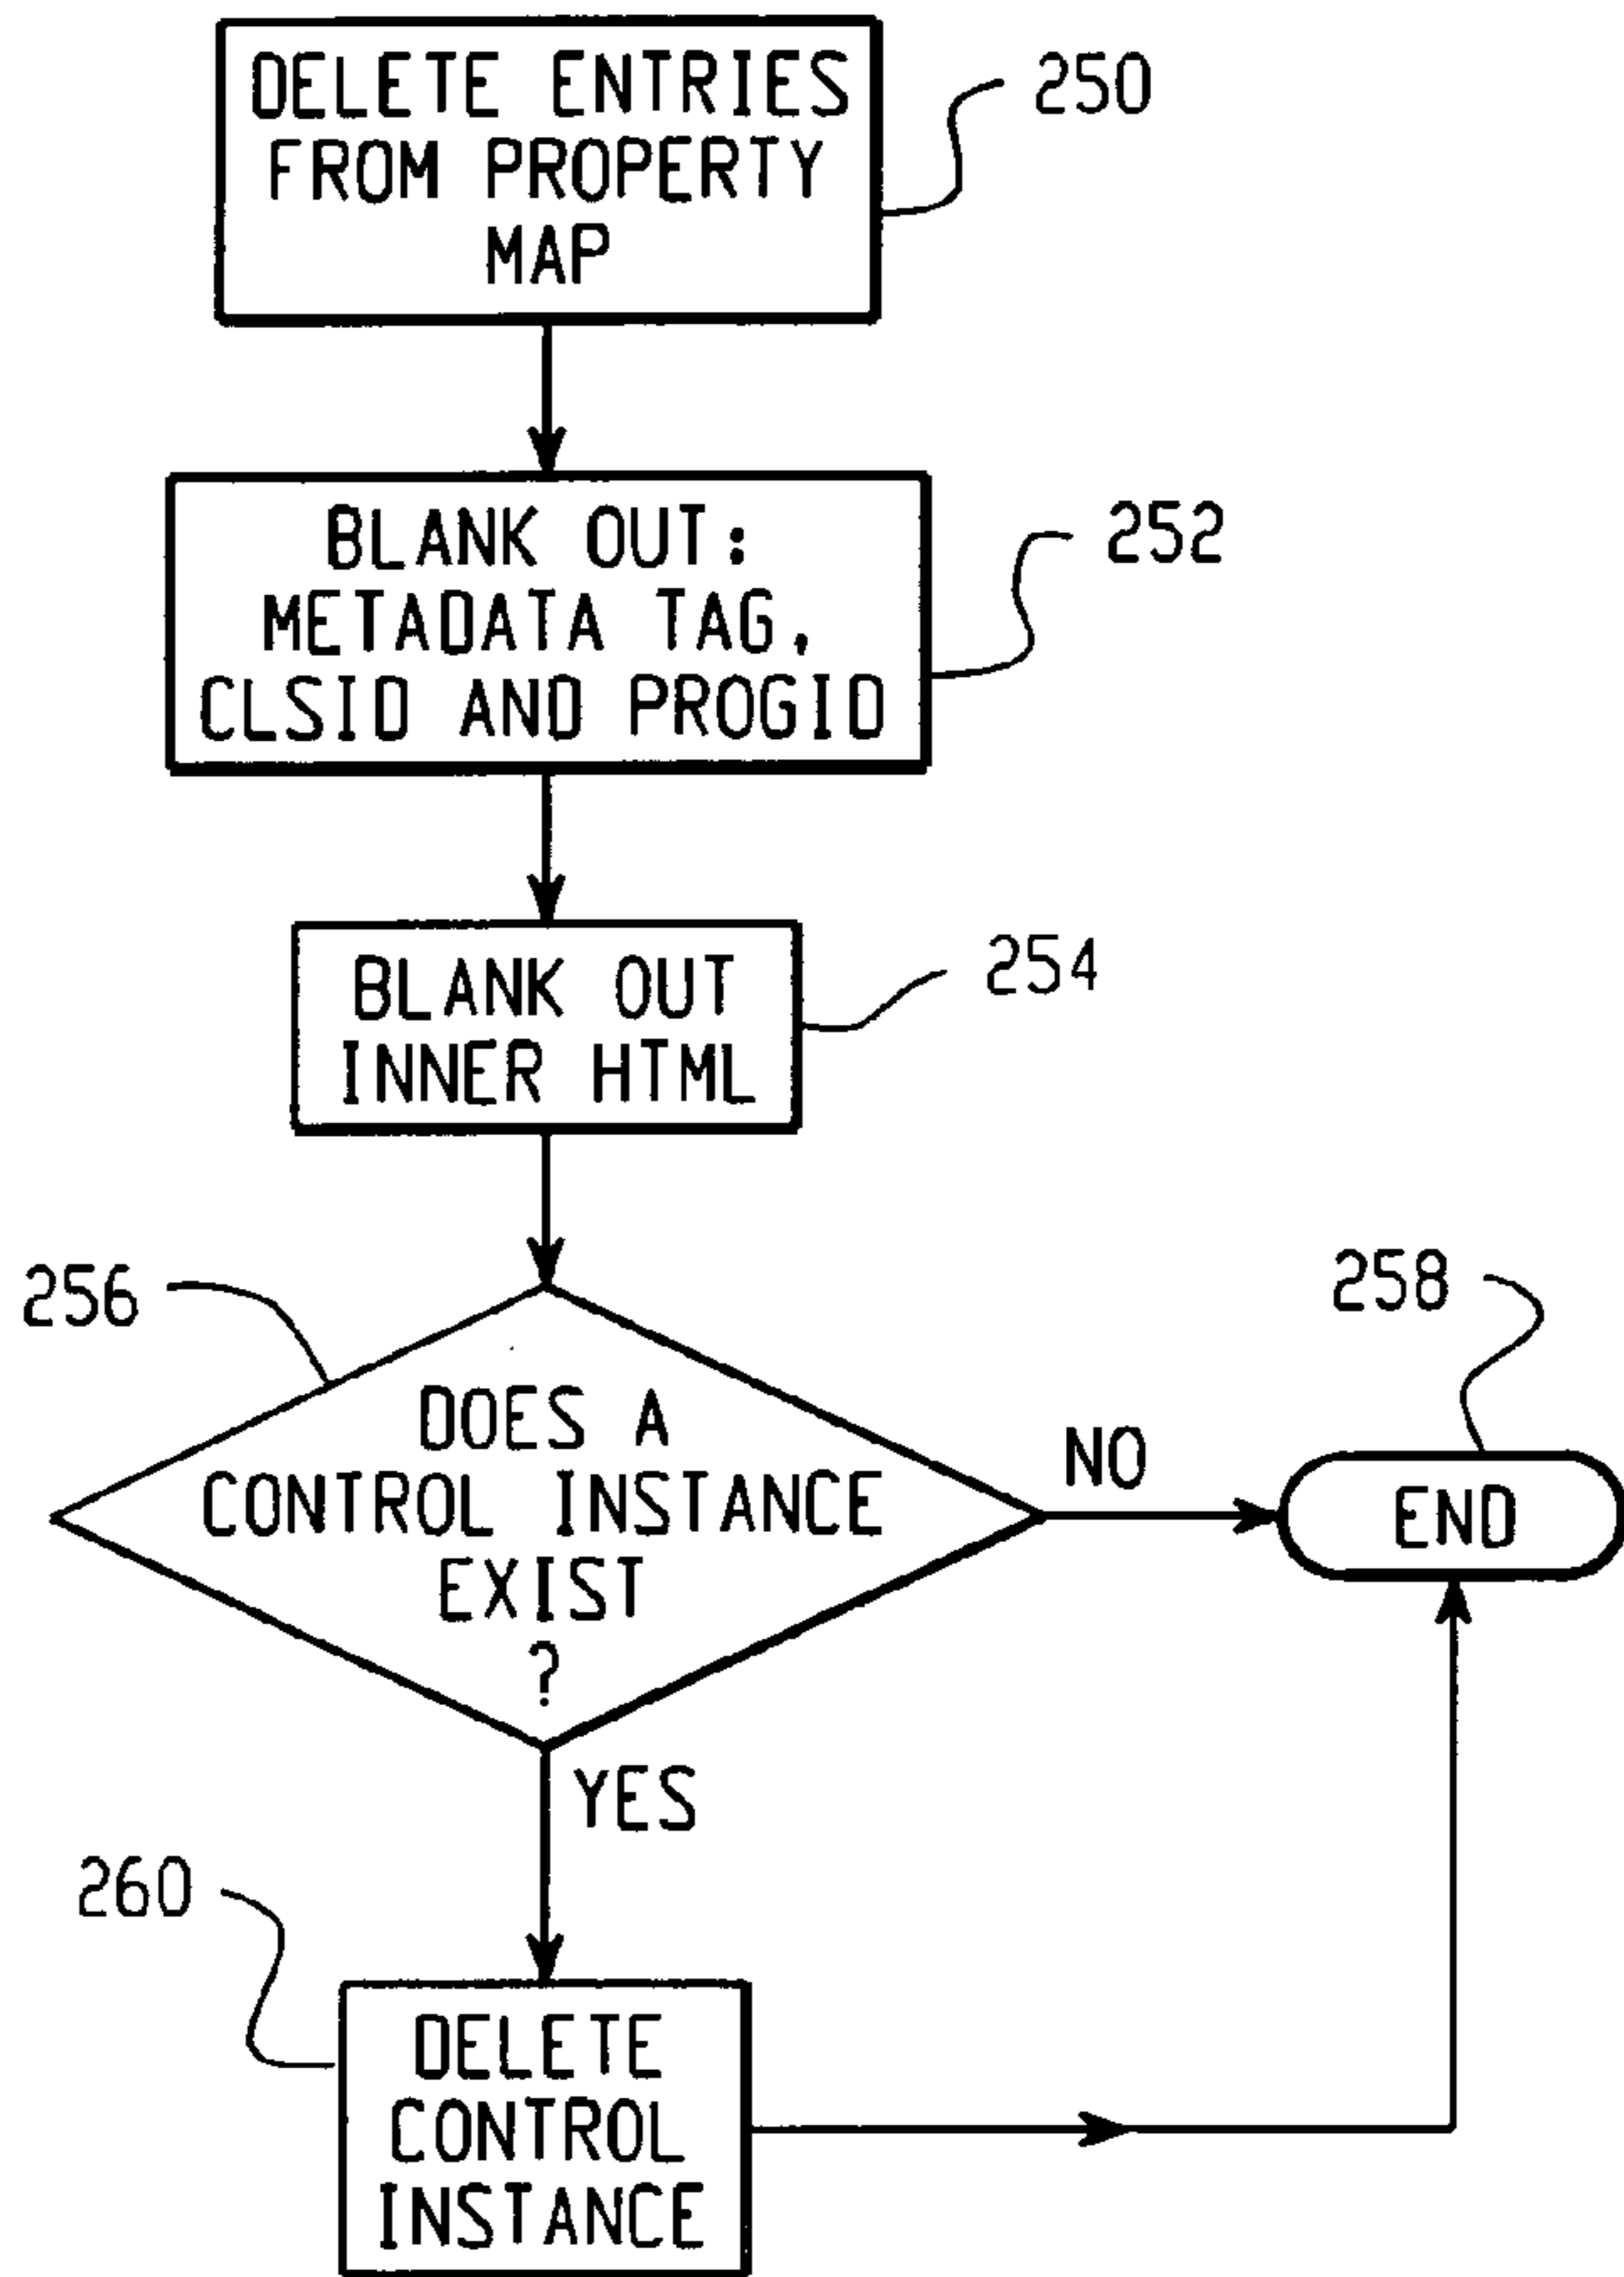 DELETE ENTRIES
FROM PROPERTY
MAP
250
BLANK OUT:
METADATA TAG,
CLSID AND PROGID
252
BLANK OUT
INNER HTML
254
256
DOES A
CONTROL INSTANCE
EXIST
?
NO
258
END
YES
260
DELETE
CONTROL
INSTANCE